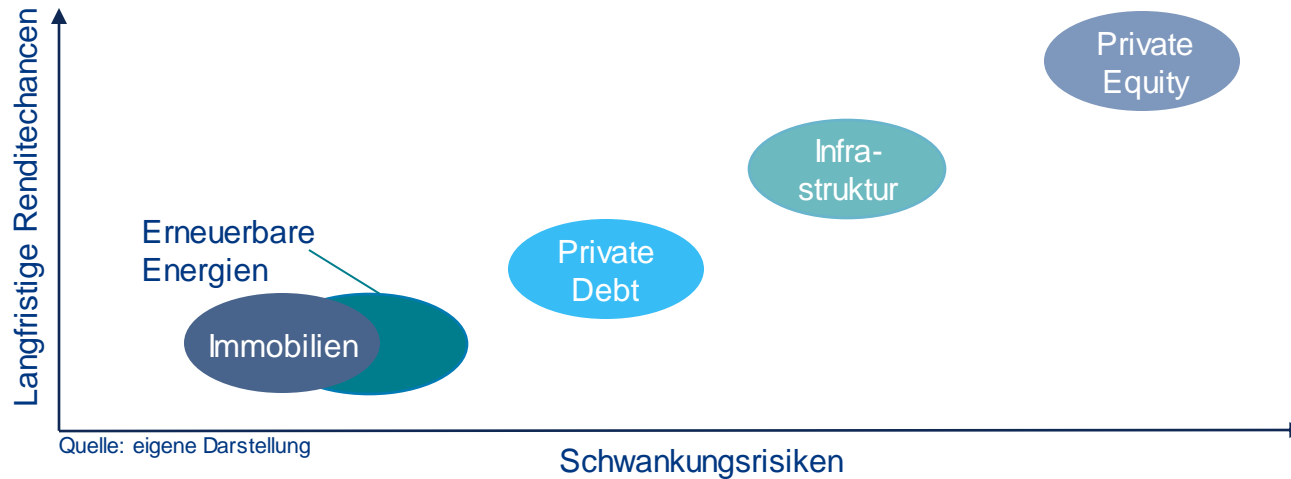 Langfristige Renditechancen
Private
Equity
Infra-
struktur
Erneuerbare
Energien
Private
Debt
Immobilien
Quelle: eigene Darstellung
Schwankungsrisiken